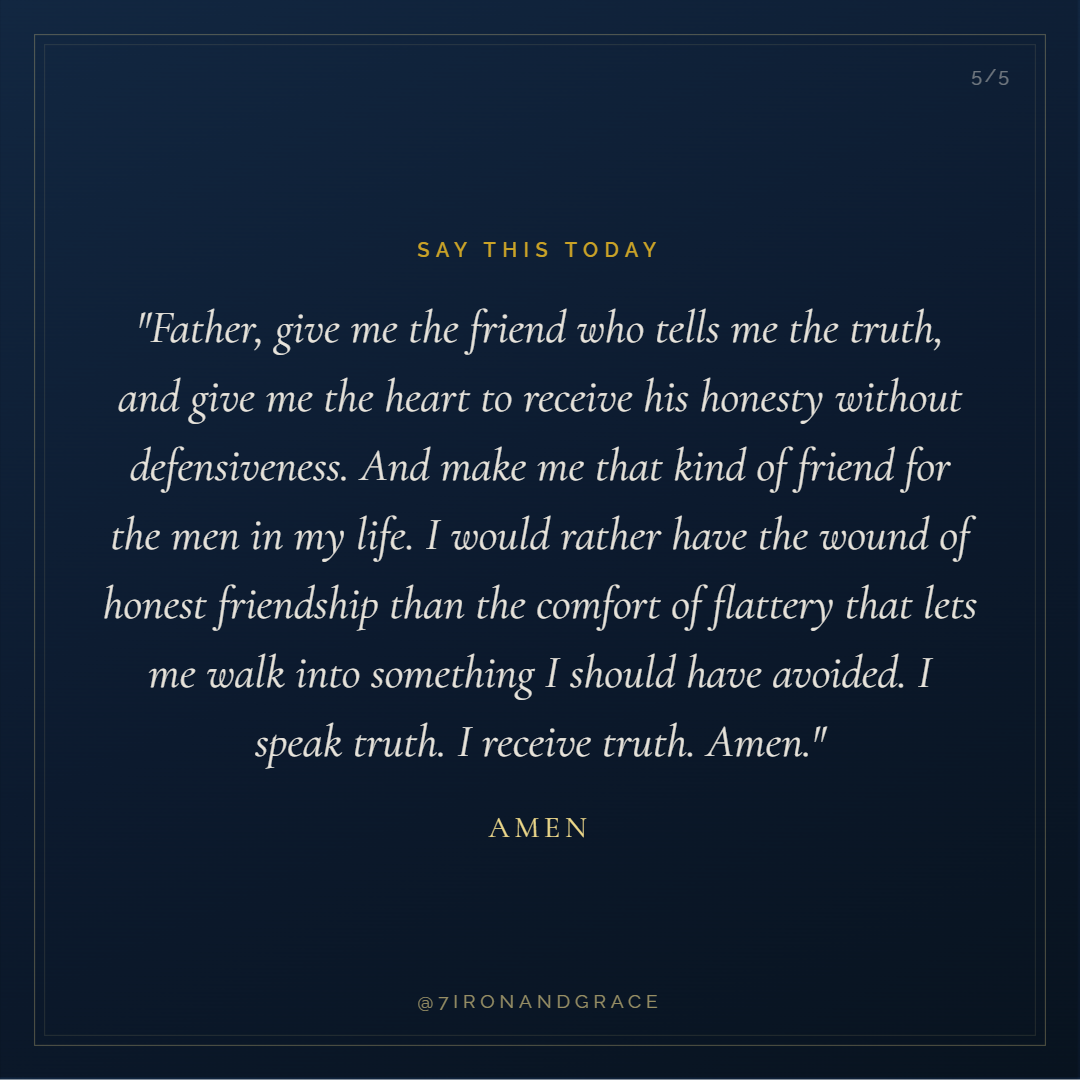 5/5
SAY THIS TODAY
"Father, give me the friend who tells me the truth,
and give me the heart to receive his honesty without
defensiveness. And make me that kind of friend for
the men in my life. I would rather have the wound of
honest friendship than the comfort of flattery that lets
me walk into something I should have avoided. I
speak truth. I receive truth. Amen."
AMEN
@7IRONANDGRACE